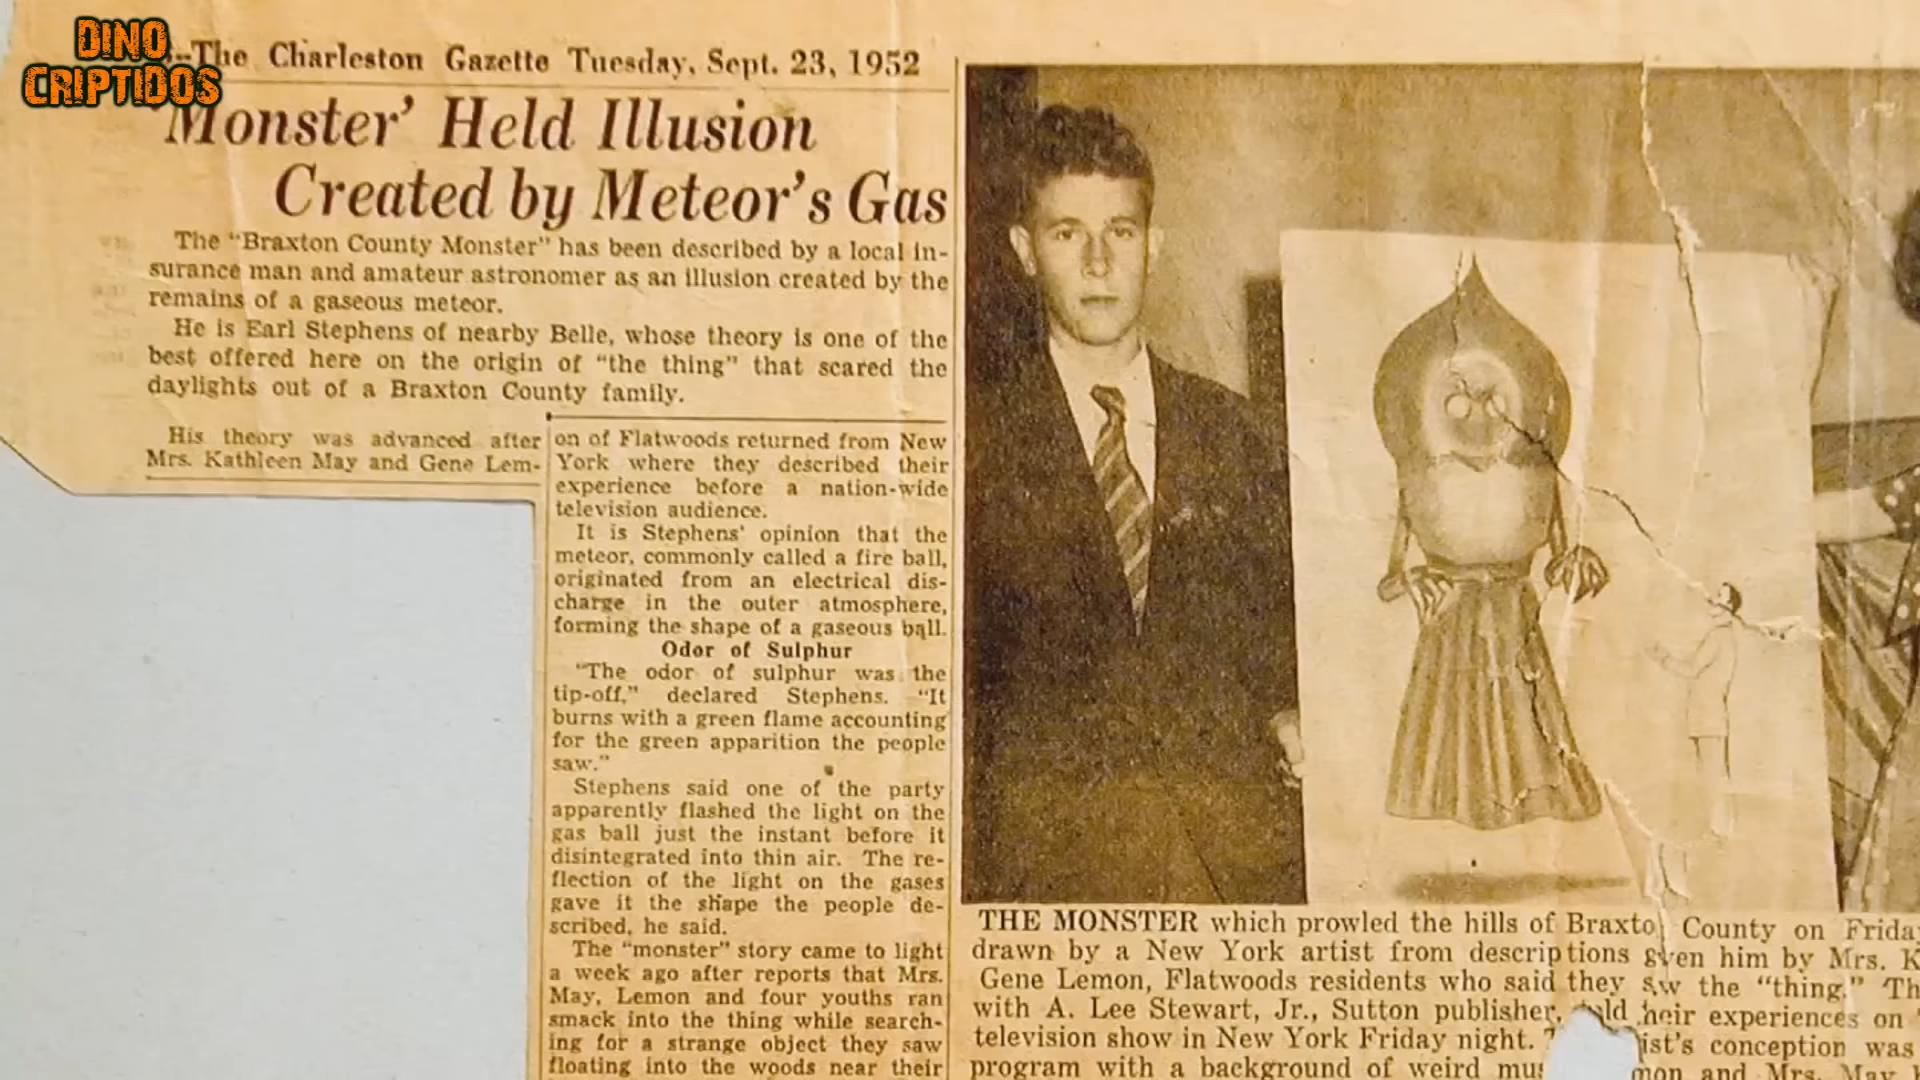 DINO
CRIPTIDOS
The Charleston Gazette Tuesday, Sept. 23, 1952
'Monster' Held Illusion
Created by Meteor's Gas
The "Braxton County Monster" has been described by a local in-
surance man and amateur astronomer as an illusion created by the
remains of a gaseous meteor.
He is Earl Stephens of nearby Belle, whose theory is one of the
best offered here on the origin of "the thing" that scared the
daylights out of a Braxton County family.
His theory was advanced after
Mrs. Kathleen May and Gene Lem-
on of Flatwoods returned from New
York where they described their
experience before a nation-wide
television audience.
It is Stephens' opinion that the
meteor, commonly called a fire ball,
originated from an electrical dis-
charge in the outer atmosphere,
forming the shape of a gaseous ball.
Odor of Sulphur
"The odor of sulphur was the
tip-off," declared Stephens. "It
burns with a green flame accounting
for the green apparition the people
saw."
Stephens said one of the party
apparently flashed the light on the
gas ball just the instant before it
disintegrated into thin air. The re-
flection of the light on the gases
gave it the shape the people de-
scribed, he said.
The "monster" story came to light
a week ago after reports that Mrs.
May, Lemon and four youths ran
smack into the thing while search-
ing for a strange object they saw
floating into the woods near their
THE MONSTER which prowled the hills of Braxto County on Frida
drawn by a New York artist from descriptions given him by Mrs. K
Gene Lemon, Flatwoods residents who said they saw the "thing." Th
with A. Lee Stewart, Jr., Sutton publisher, told their experiences on
television show in New York Friday night.
ist's conception was
program with a background of weird mus
mon and Mrs. May